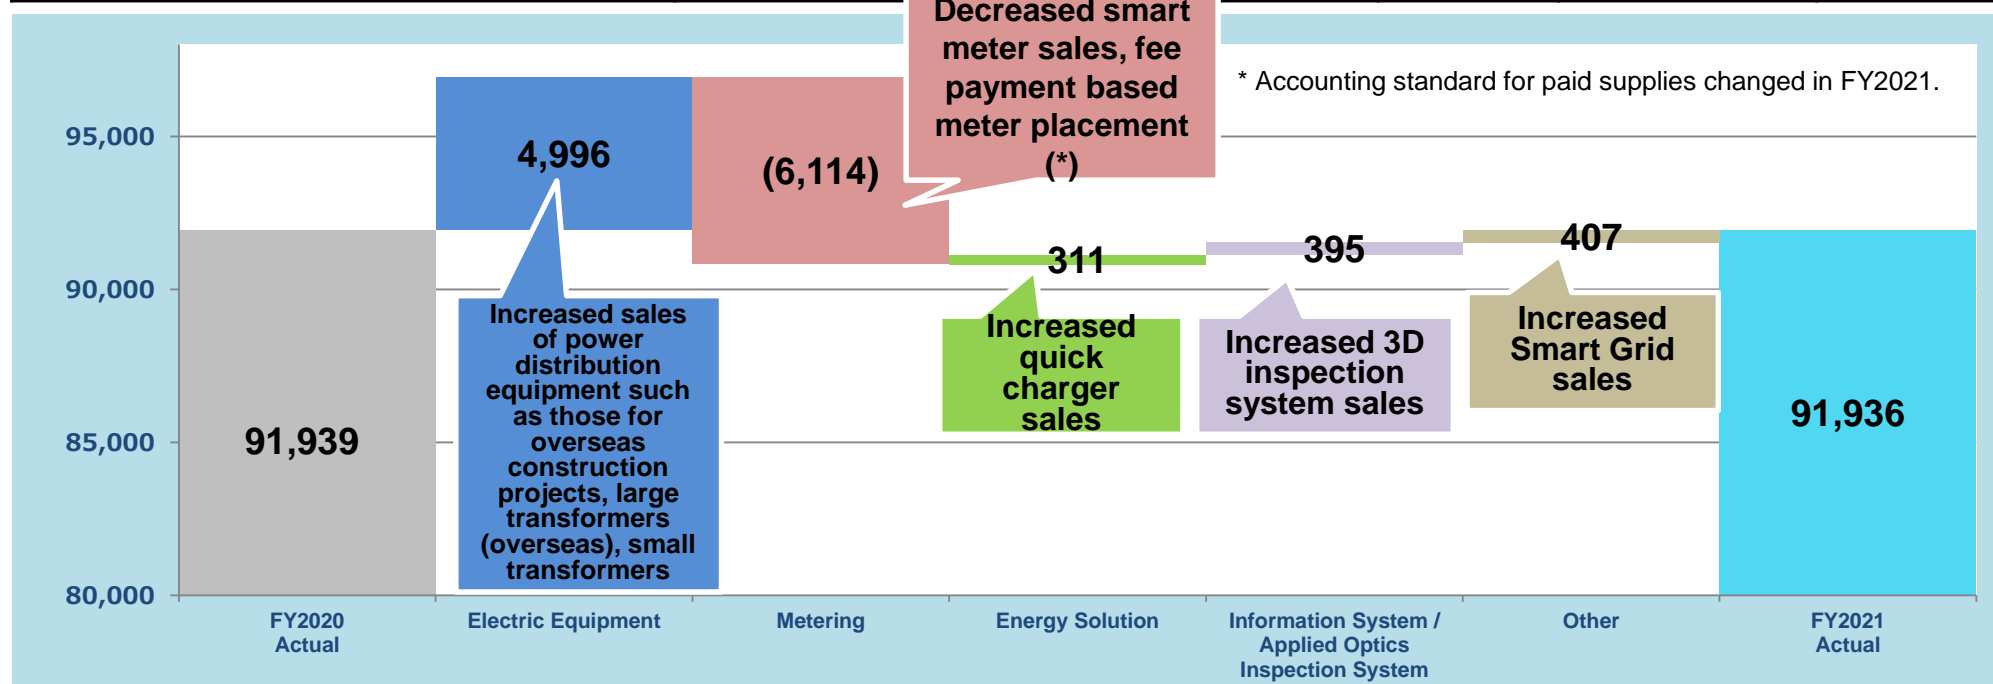 Decreased smart
meter sales, fee
payment based
meter placement
(*)
* Accounting standard for paid supplies changed in FY2021.
95,000
90,000
85,000
80,000
4,996
(6,114)
311
395
407
91,939
91,936
Increased sales
of power
distribution
equipment such
as those for
overseas
construction
projects, large
transformers
(overseas), small
transformers
Increased
quick
charger
sales
Increased 3D
inspection
system sales
Increased
Smart Grid
sales
FY2020
Actual
Electric Equipment
Metering
Energy Solution
Information System /
Applied Optics
Inspection System
Other
FY2021
Actual